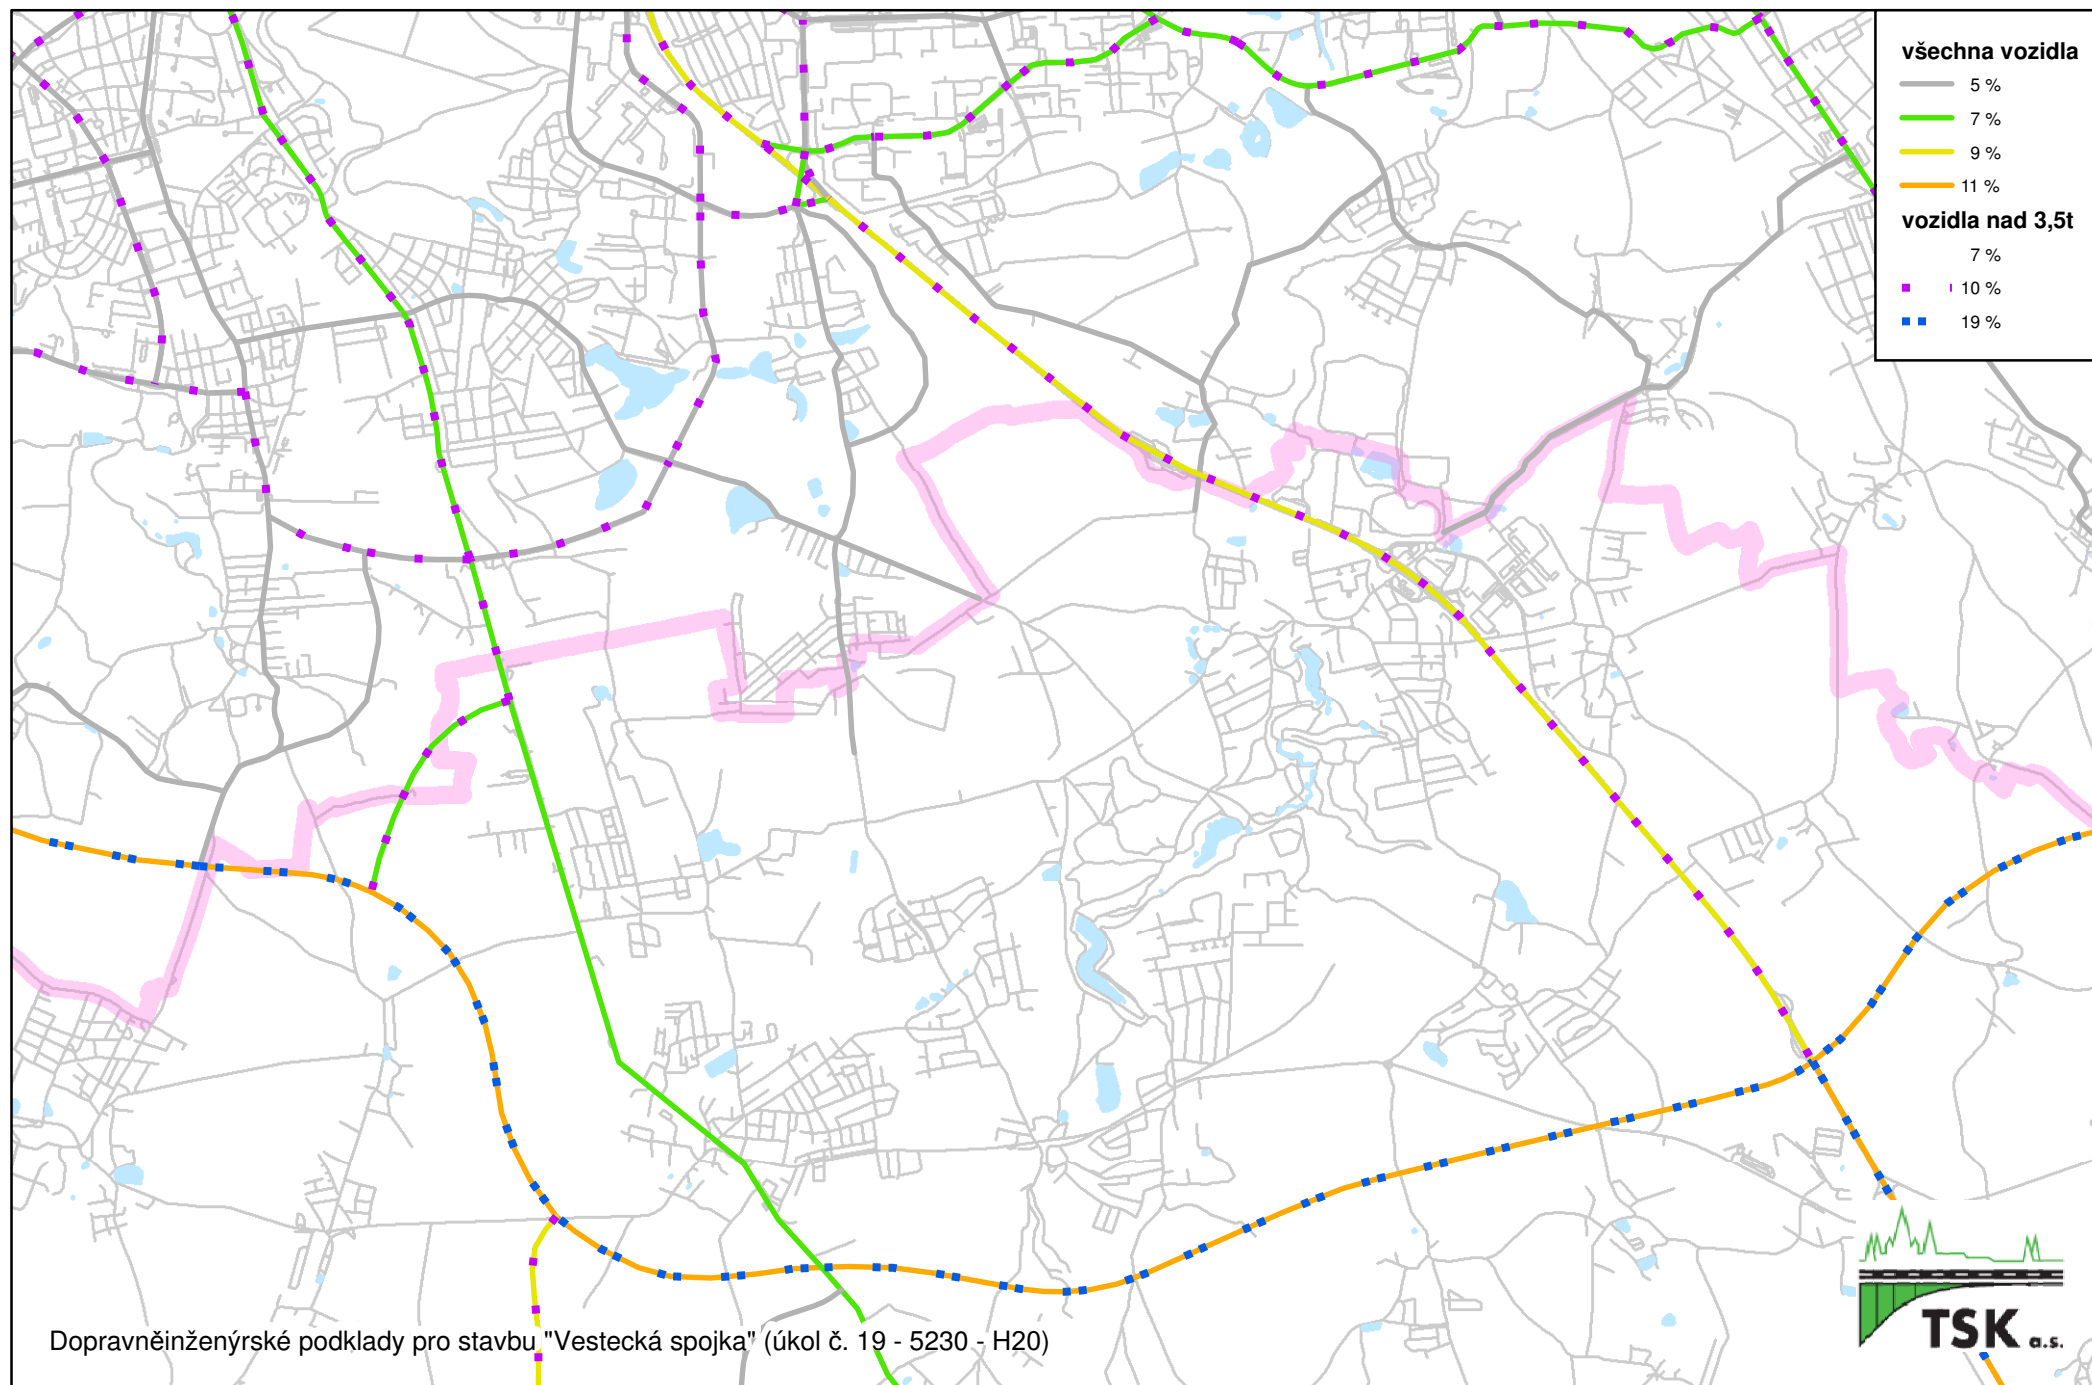 všechna vozidla
5 %
7 %
9 %
11 %
vozidla nad 3,5t
7 %
10 %
19 %
Dopravněinženýrské podklady pro stavbu "Vestecká spojka" (úkol č. 19 - 5230 - H20)
TSK a.s.